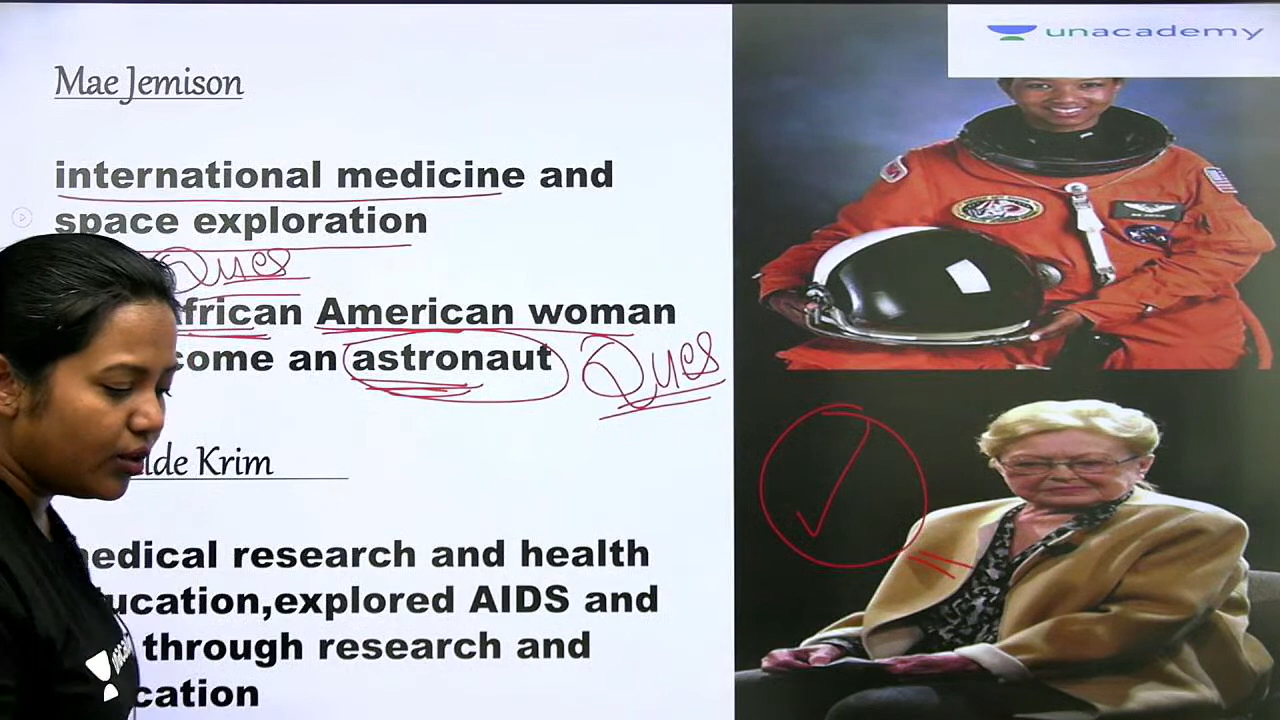 unacademy
Mae Jemison
international medicine and
space exploration
Ques
frican American woman
come an astronaut
Ques
lde Krim
edical research and health
ucation,explored AIDS and
through research and
cation